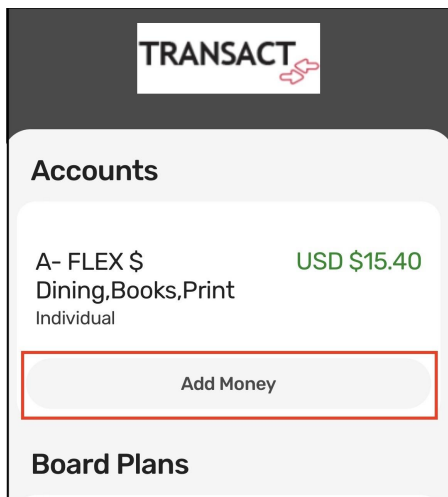 TRANSACT
Accounts
A- FLEX $
USD $15.40
Dining,Books,Print
Individual
Add Money
Board Plans